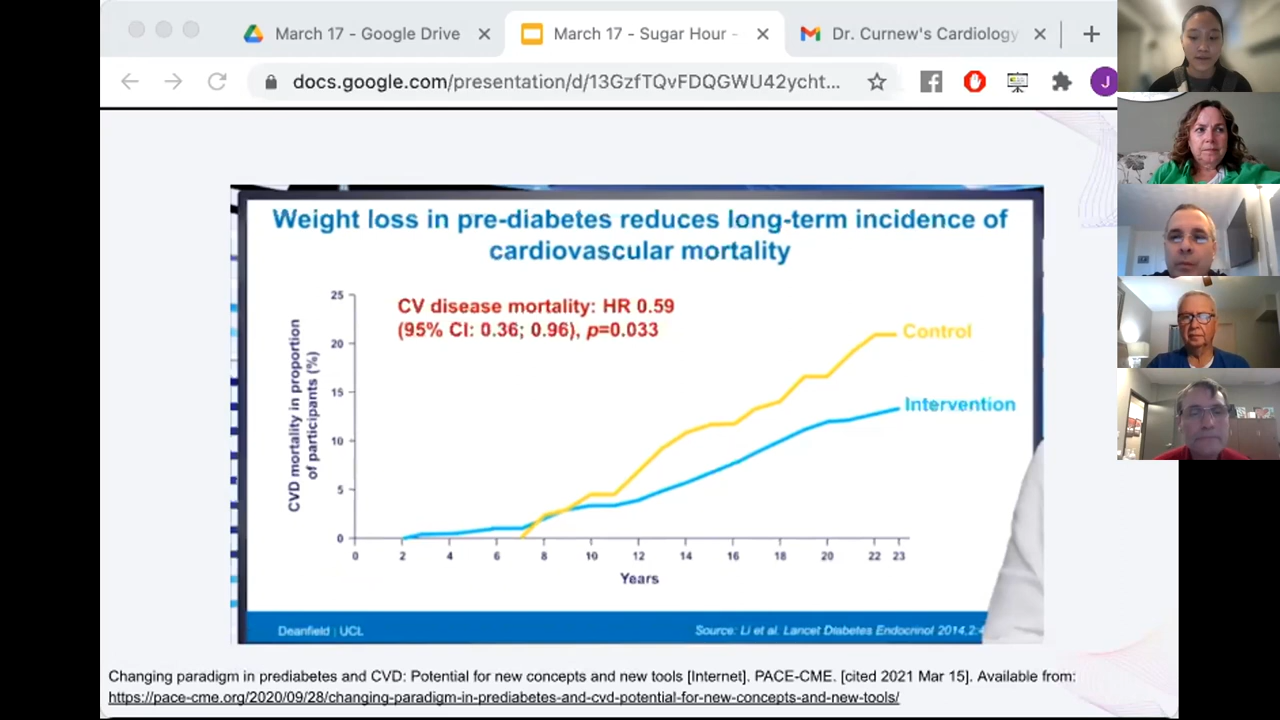 March 17 - Google Drive
March 17 - Sugar Hour -
Dr. Curnew's Cardiology
docs.google.com/presentation/d/13GzfTQvFDQGWU42ycht...
J
Weight loss in pre-diabetes reduces long-term incidence of
cardiovascular mortality
CV disease mortality: HR 0.59
(95% CI: 0.36; 0.96), p=0.033
CVD mortality in proportion
of participants (%)
25
20
15
10
5
0
Control
Intervention
0 2 4 6 8 10 12 14 16 18 20 22 23
Years
Deanfield | UCL
Source: Li et al. Lancet Diabetes Endocrinol 2014,2:4
Changing paradigm in prediabetes and CVD: Potential for new concepts and new tools [Internet]. PACE-CME. [cited 2021 Mar 15]. Available from:
https://pace-cme.org/2020/09/28/changing-paradigm-in-prediabetes-and-cvd-potential-for-new-concepts-and-new-tools/